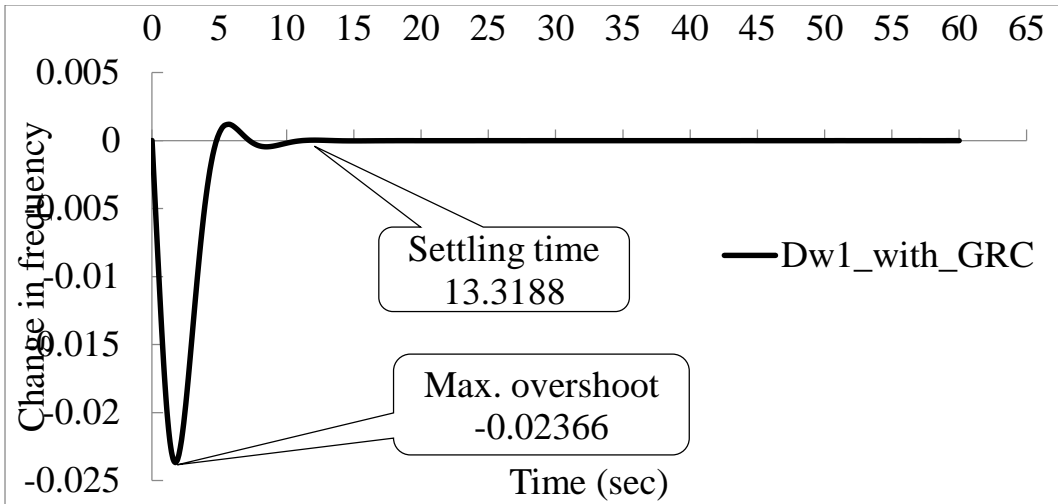 0 5 10 15 20 25 30 35 40 45 50 55 60 65
0.005
0
-0.005
-0.01
-0.015
-0.02
-0.025
Change in frequency
Settling time
13.3188
Dw1_with_GRC
Max. overshoot
-0.02366
Time (sec)